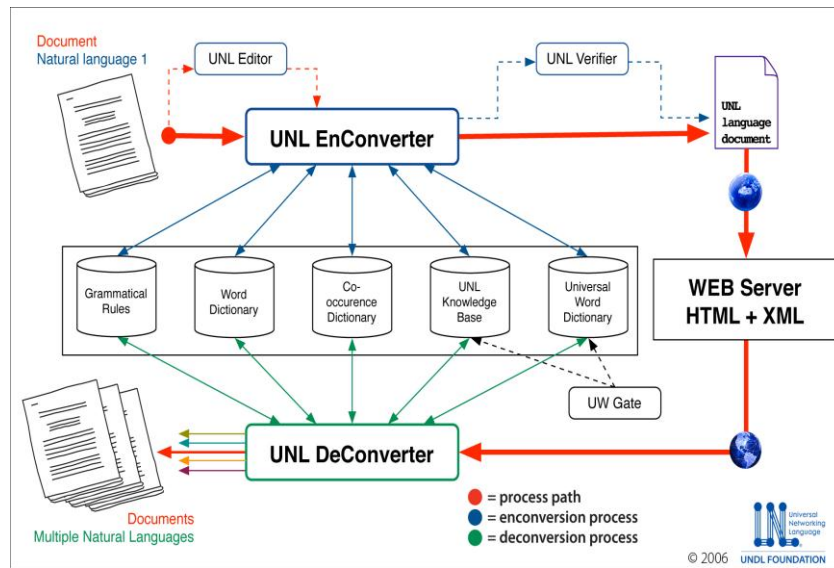 Document
Natural language 1
UNL Editor
UNL Verifier
UNL EnConverter
UNL
language
document
Grammatical
Rules
Word
Dictionary
Co-
occurence
Dictionary
UNL
Knowledge
Base
Universal
Word
Dictionary
WEB Server
HTML + XML
UW Gate
UNL DeConverter
Documents
Multiple Natural Languages
= process path
= enconversion process
= deconversion process
© 2006
Universal
Networking
Language
UNDL FOUNDATION